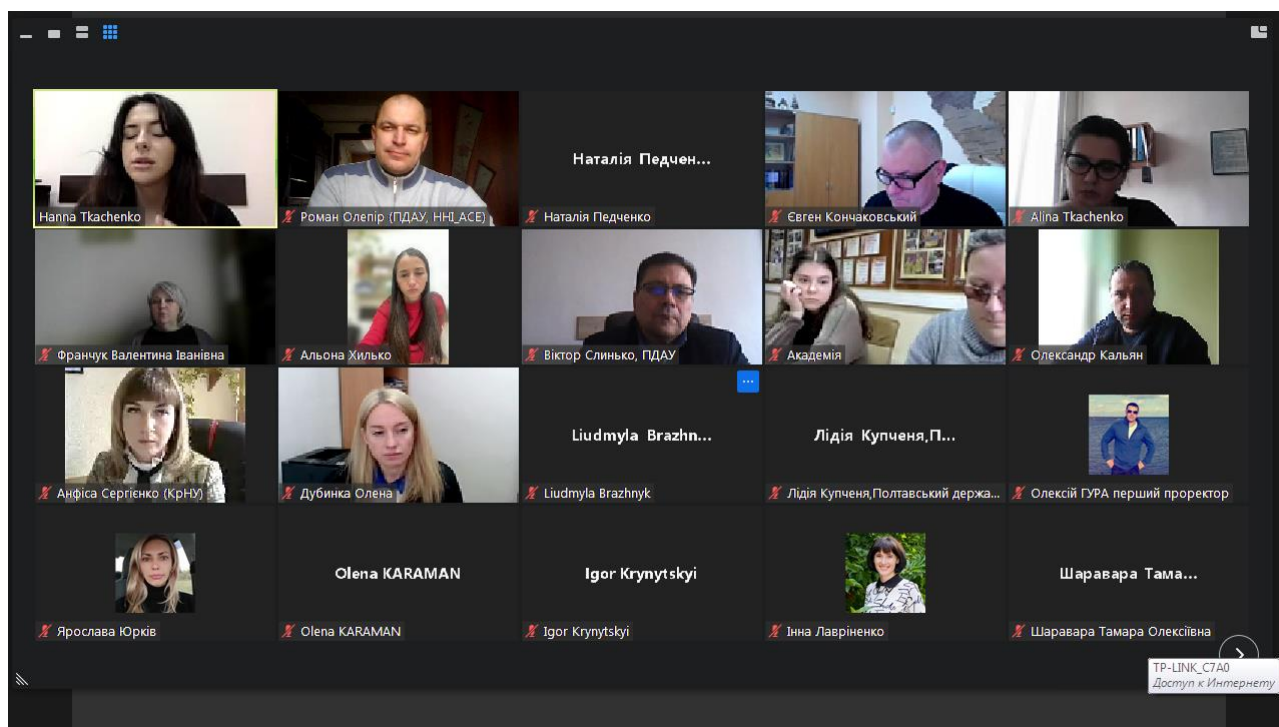 Наталія Педчен...
Hanna Tkachenko
Роман Олепір (ПДАУ, ННІ_АСЕ)
Наталія Педченко
Євген Кончаковський
Alina Tkachenko
Франчук Валентина Іванівна
Альона Хилько
Віктор Слинько, ПДАУ
Академія
Олександр Кальян
Liudmyla Brazhn...
Лідія Купченя,П...
Анфіса Сергієнко (КрНУ)
Дубинка Олена
Liudmyla Brazhnyk
Лідія Купченя,Полтавський держа...
Олексій ГУРА перший проректор
Olena KARAMAN
Igor Krynytskyi
Шаравара Тама...
Ярослава Юрків
Olena KARAMAN
Igor Krynytskyi
Інна Лавріненко
Шаравара Тамара Олексіївна
TP-LINK_C7A0
Доступ к Интернету